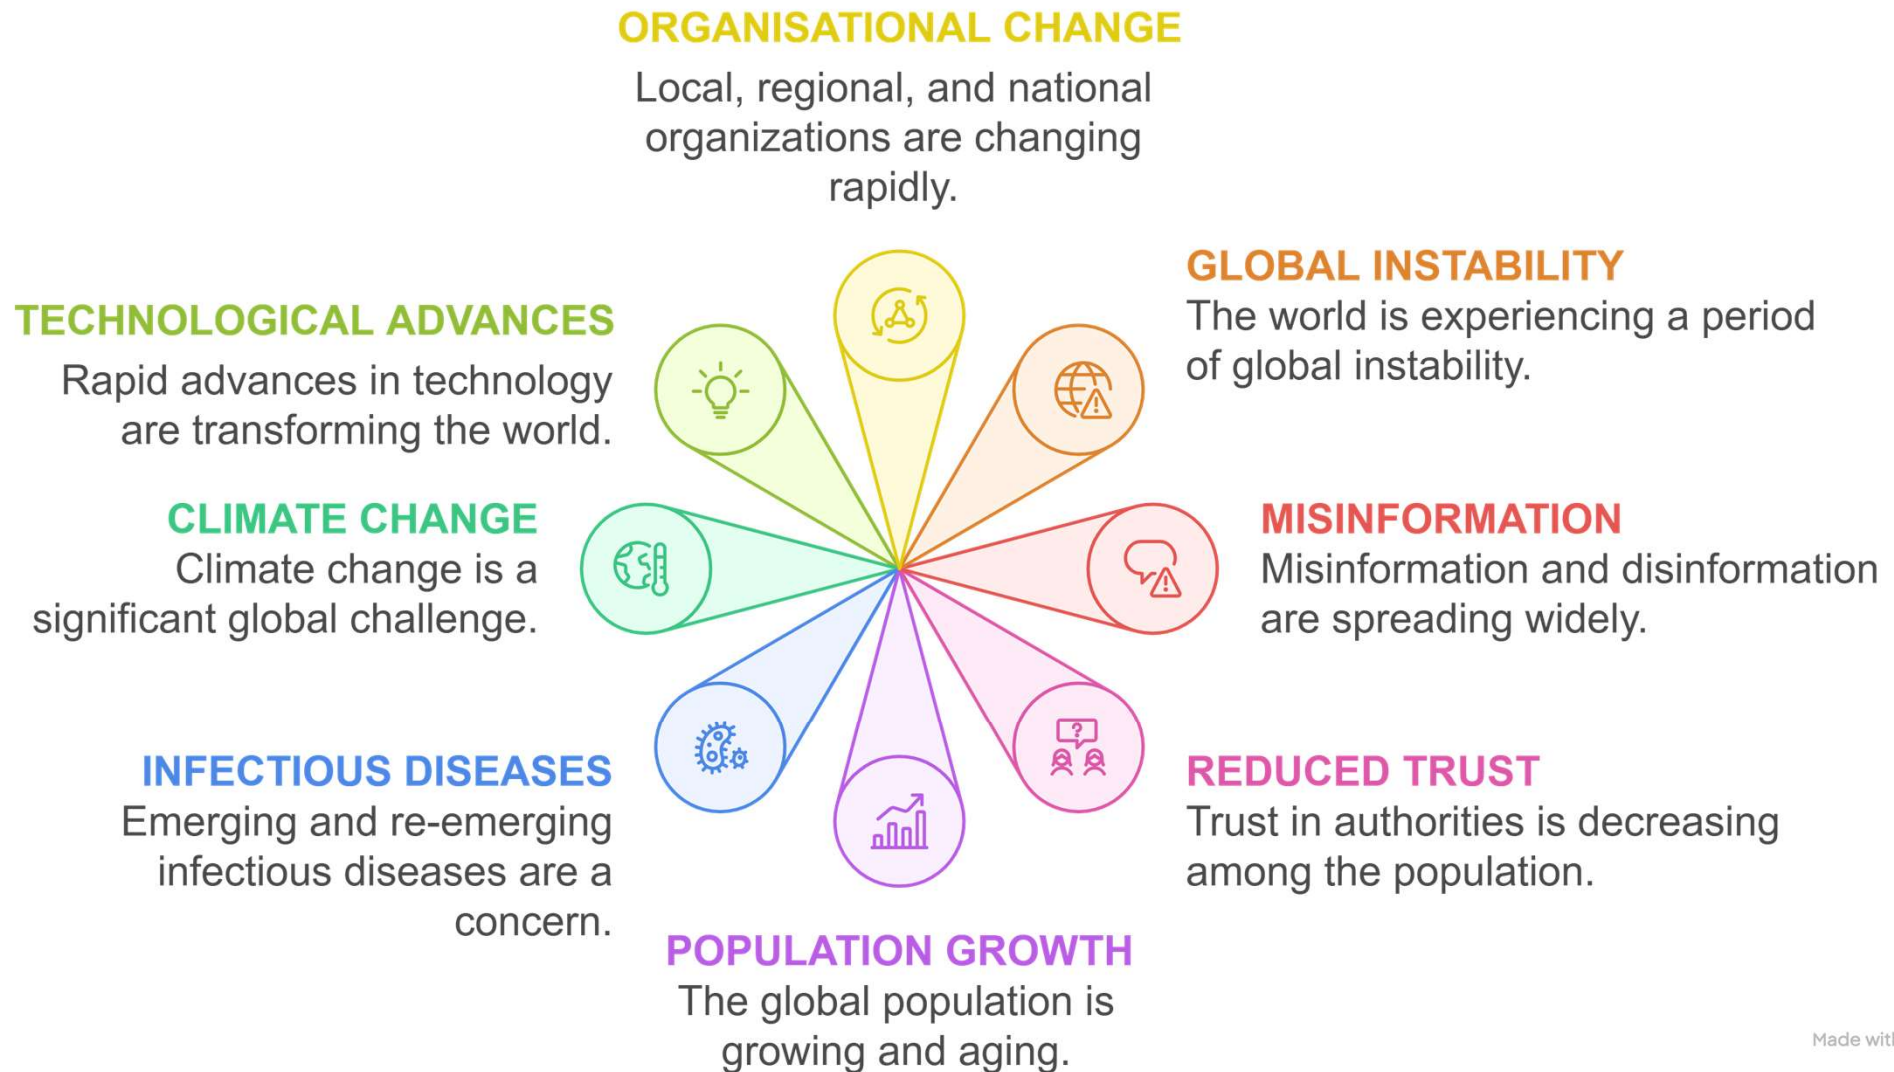 ORGANISATIONAL CHANGE
Local, regional, and national
organizations are changing
rapidly.
GLOBAL INSTABILITY
The world is experiencing a period
of global instability.
TECHNOLOGICAL ADVANCES
Rapid advances in technology
are transforming the world.
CLIMATE CHANGE
Climate change is a
significant global challenge.
MISINFORMATION
Misinformation and disinformation
are spreading widely.
INFECTIOUS DISEASES
Emerging and re-emerging
infectious diseases are a
concern.
REDUCED TRUST
Trust in authorities is decreasing
among the population.
POPULATION GROWTH
The global population is
growing and aging.
Made with